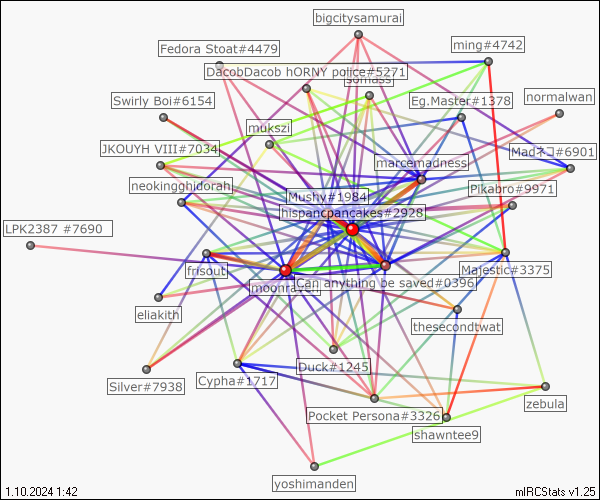 bigcitysamurai
ming#4742
Fedora Stoat#4479
DacobDacob hORNY police#5271
Swirly Boi#6154
Eg.Master#1378
normalwan
mukszi
JKOUYH VIII#7034
Madネコ#6901
marcemadness
neokingghidorah
Pikabro#9971
Mushy#1984
hispancpancakes#2928
LPK2387 #7690
frisout
Majestic#3375
Can anything be saved#0396
eliakith
thesecondtwat
Duck#1245
Silver#7938
Cypha#1717
zebula
Pocket Persona#3326
shawntee9
yoshimanden
1.10.2024 1:42
mIRCStats v1.25